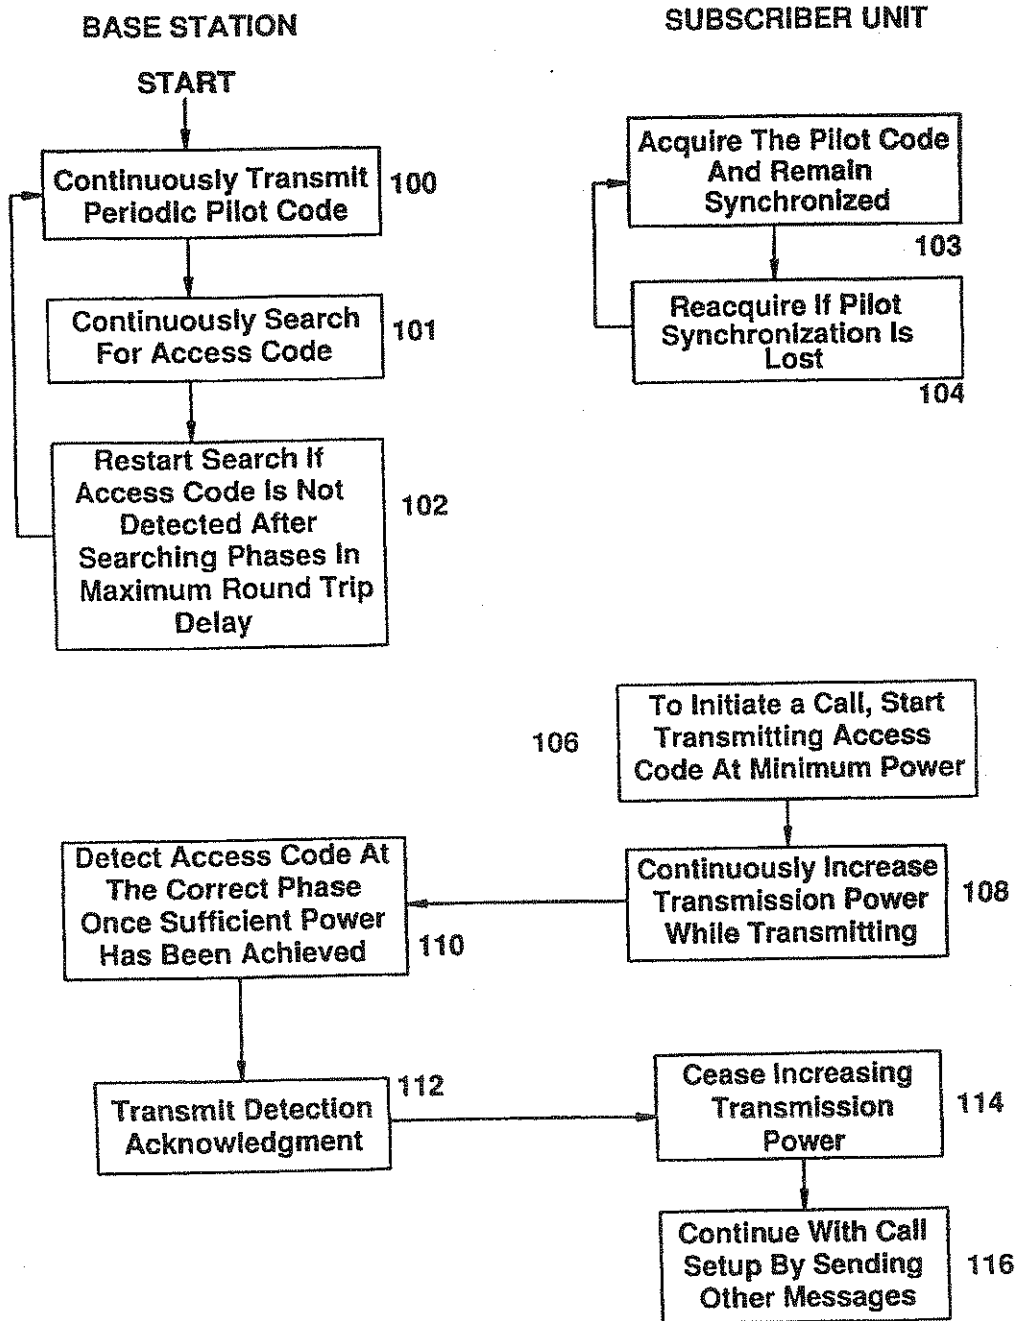 BASE STATION
SUBSCRIBER UNIT
START
Continuously Transmit
Periodic Pilot Code
100
Continuously Search
For Access Code
101
Restart Search If
Access Code Is Not
Detected After
Searching Phases In
Maximum Round Trip
Delay
102
Acquire The Pilot Code
And Remain
Synchronized
103
Reacquire If Pilot
Synchronization Is
Lost
104
106
To Initiate a Call, Start
Transmitting Access
Code At Minimum Power
Continuously Increase
Transmission Power
While Transmitting
108
Detect Access Code At
The Correct Phase
Once Sufficient Power
Has Been Achieved
110
112
Transmit Detection
Acknowledgment
Cease Increasing
Transmission
Power
114
Continue With Call
Setup By Sending
Other Messages
116